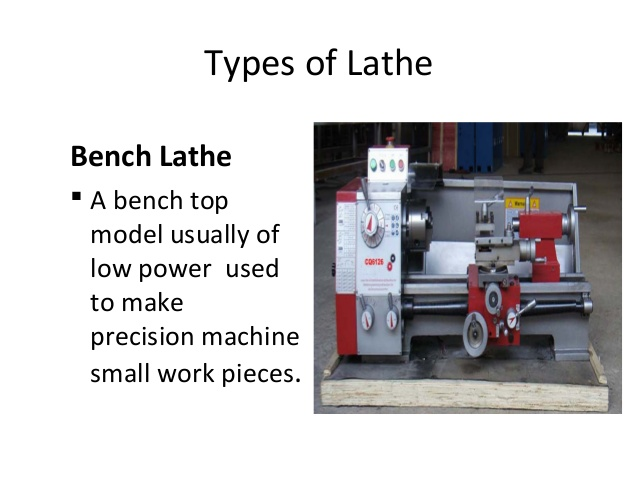 Types of Lathe
Bench Lathe
▪ A bench top
model usually of
low power used
to make
precision machine
small work pieces.
CQ6126